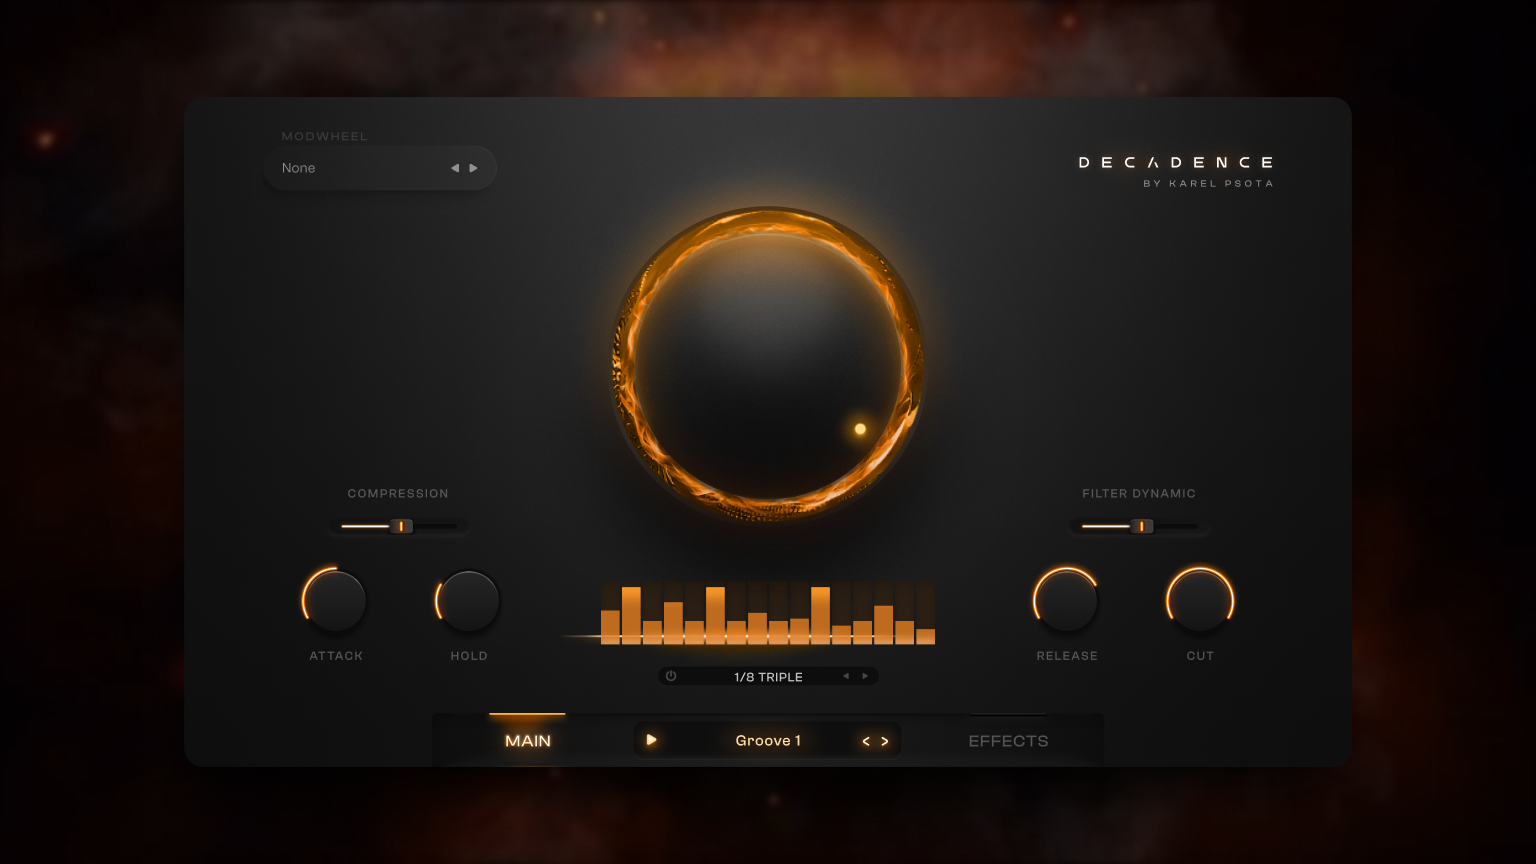 MODWHEEL
None
DECADENCE
BY KAREL PSOTA
COMPRESSION
FILTER DYNAMIC
ATTACK
HOLD
RELEASE
CUT
1/8 TRIPLE
MAIN
Groove 1
EFFECTS